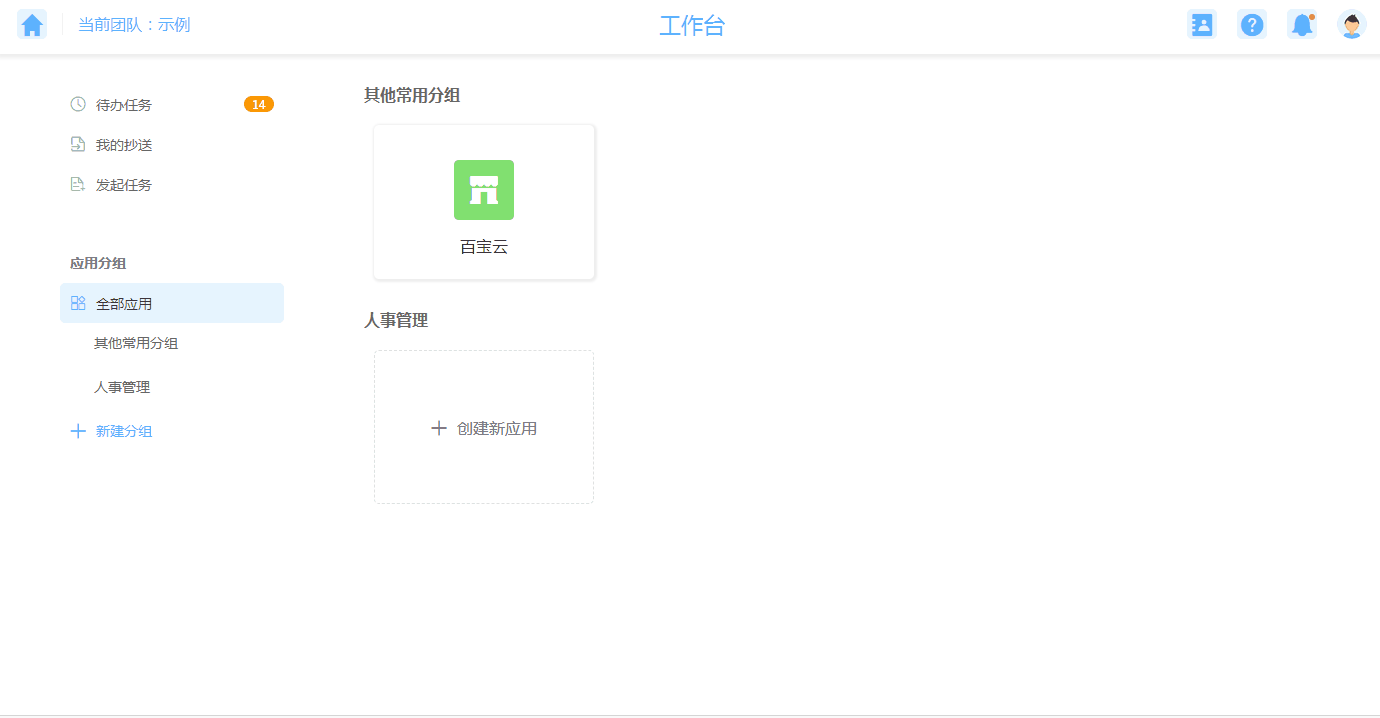 当前团队：示例
工作台
待办任务
14
我的抄送
发起任务
应用分组
全部应用
其他常用分组
人事管理
新建分组
其他常用分组
百宝云
人事管理
创建新应用